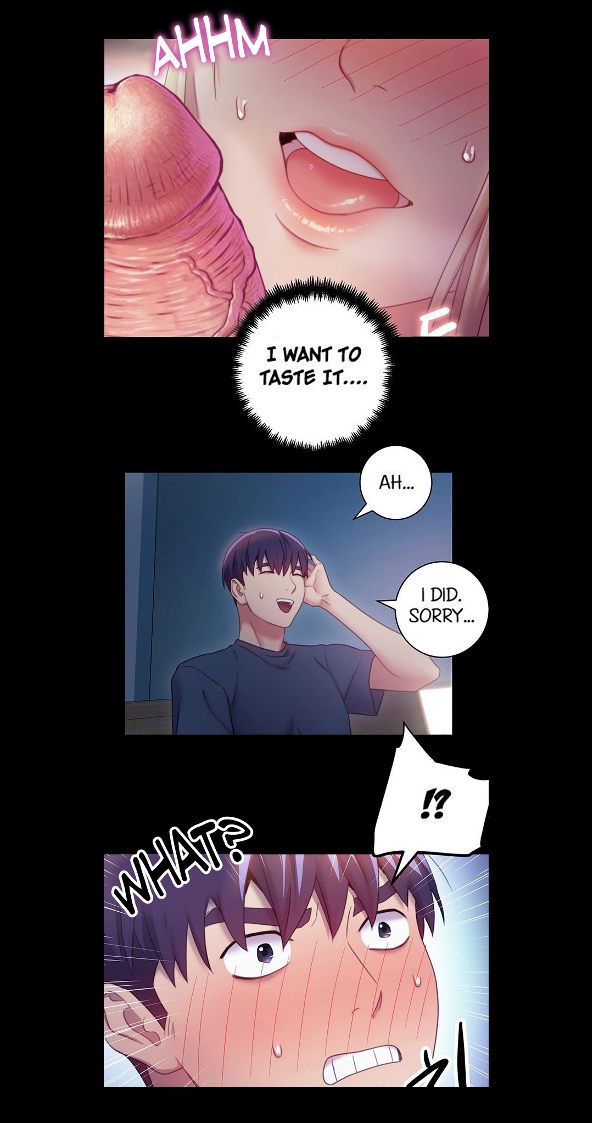 AHHM
I WANT TO
TASTE IT....
AH...
I DID.
SORRY...
!?
WHAT?